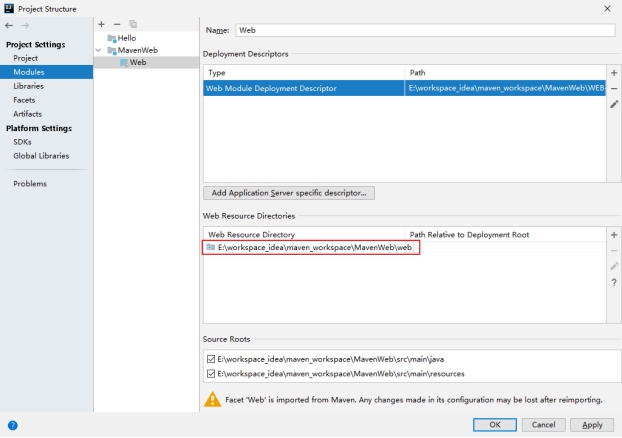 Project Structure
Project Settings
Project
Modules
Libraries
Facets
Artifacts
Platform Settings
SDKs
Global Libraries
Problems
Hello
MavenWeb
Web
Name: Web
Deployment Descriptors
Type Path
Web Module Deployment Descriptor E:\workspace_idea\maven_workspace\MavenWeb\WEB-
Add Application Server specific descriptor...
Web Resource Directories
Web Resource Directory Path Relative to Deployment Root
E:\workspace_idea\maven_workspace\MavenWeb\web
Source Roots
E:\workspace_idea\maven_workspace\MavenWeb\src\main\java
E:\workspace_idea\maven_workspace\MavenWeb\src\main\resources
Facet 'Web' is imported from Maven. Any changes made in its configuration may be lost after reimporting.
OK Cancel Apply